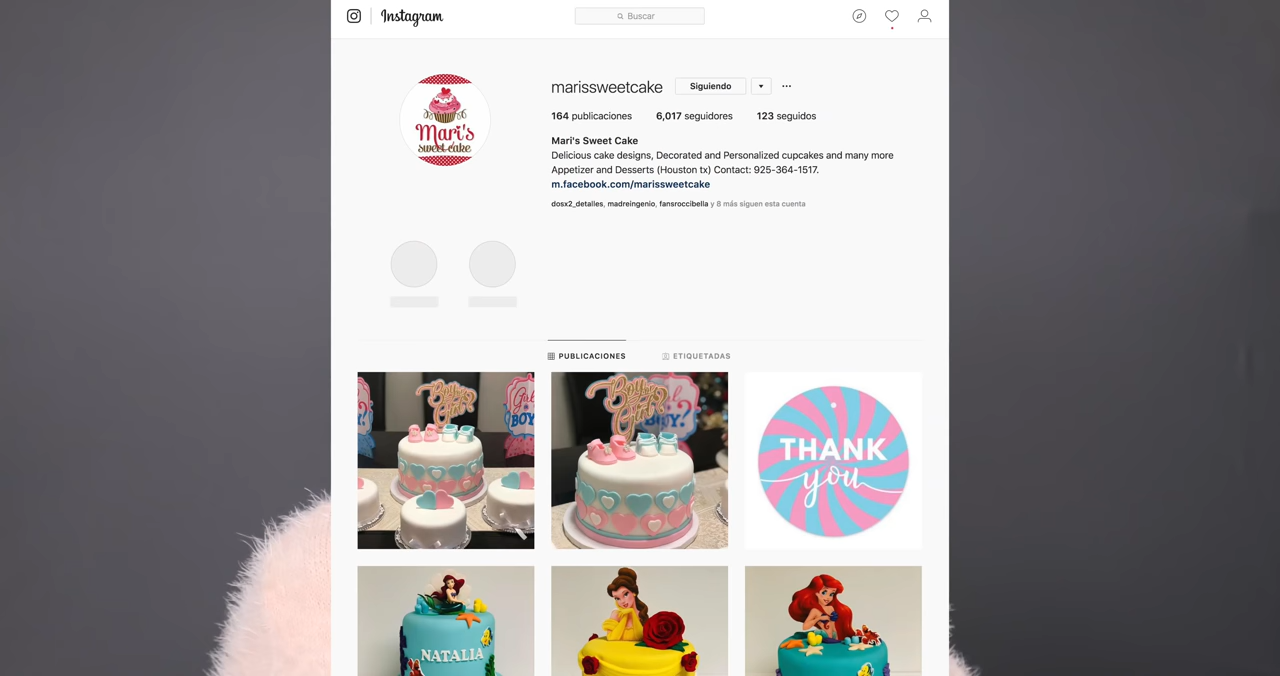 Instagram
Buscar
marissweetcake
Siguiendo
164 publicaciones 6,017 seguidores 123 seguidos
Mari's
sweet cake
Mari's Sweet Cake
Delicious cake designs, Decorated and Personalized cupcakes and many more
Appetizer and Desserts (Houston tx) Contact: 925-364-1517.
m.facebook.com/marissweetcake
dosx2_detalles, madreingenio, fansroccibella y 8 más siguen esta cuenta
PUBLICACIONES
ETIQUETADAS
Boy or
Girl
Girl
BOY?
Boy or
Girl
BOY?
THANK
you
NATALIA